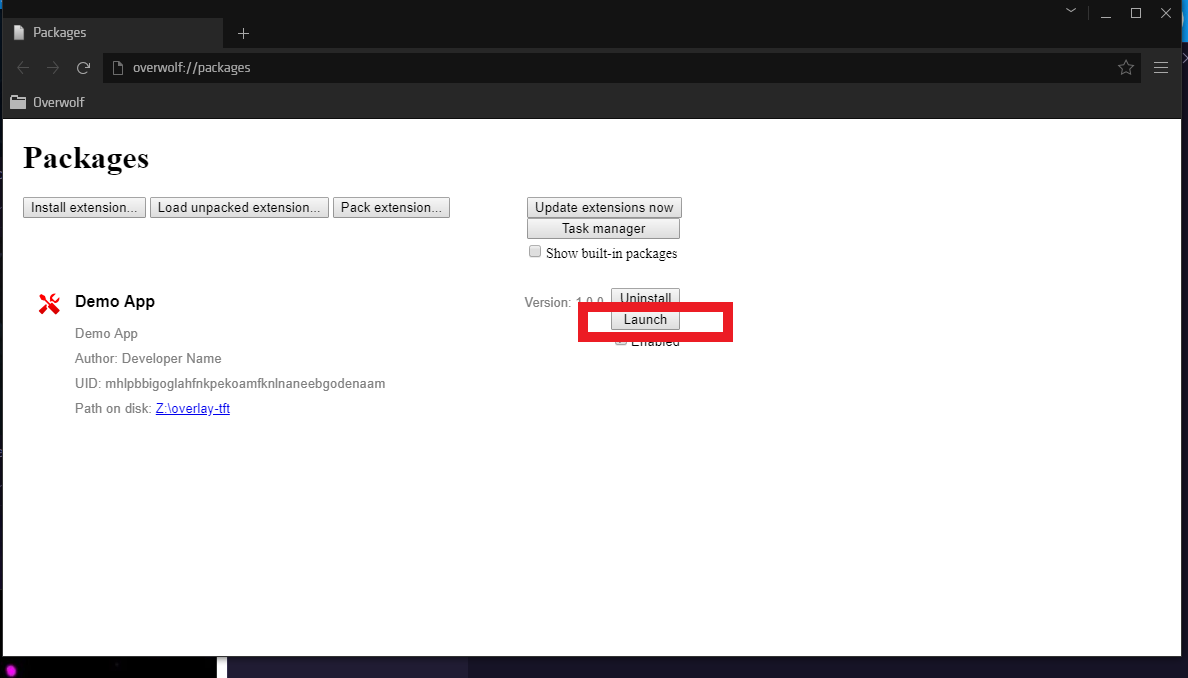 Packages
overwolf://packages
Overwolf
Packages
Install extension... Load unpacked extension... Pack extension...
Update extensions now
Task manager
Show built-in packages
Demo App
Version: 1.0.0
Uninstall
Launch
Enabled
Demo App
Author: Developer Name
UID: mhlpbbigoglahfnkpekoamfknlnaneebgodenaam
Path on disk: Z:\overlay-tft